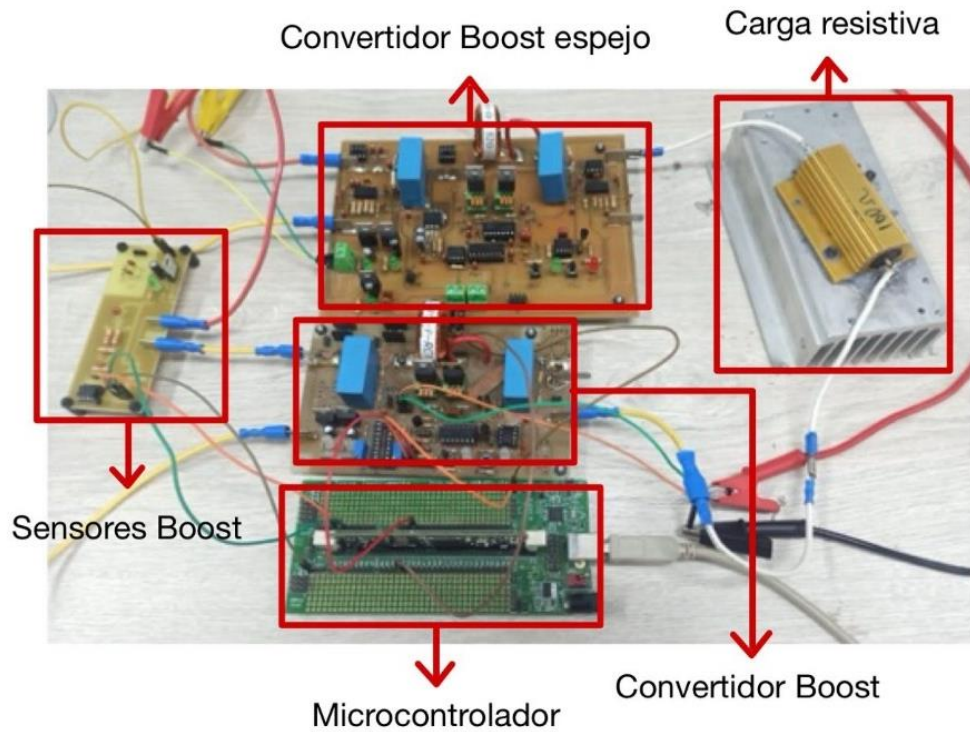 Convertidor Boost espejo
Carga resistiva
Sensores Boost
Convertidor Boost
Microcontrolador